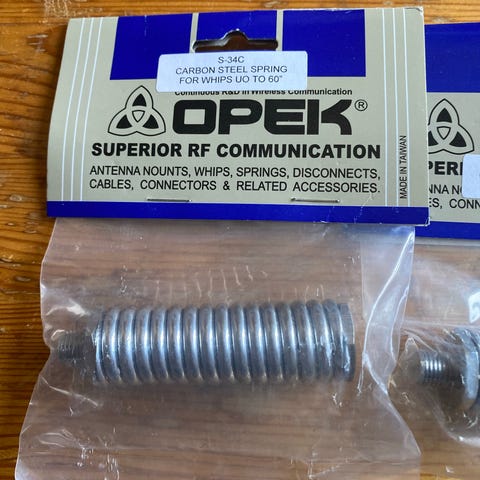 S-34C
CARBON STEEL SPRING
FOR WHIPS UO TO 60"
Continuous R&D in Wireless Communication
OPEK®
SUPERIOR RF COMMUNICATION
ANTENNA NOUNTS, WHIPS, SPRINGS, DISCONNECTS,
CABLES, CONNECTORS & RELATED ACCESSORIES.
MADE IN TAIWAN